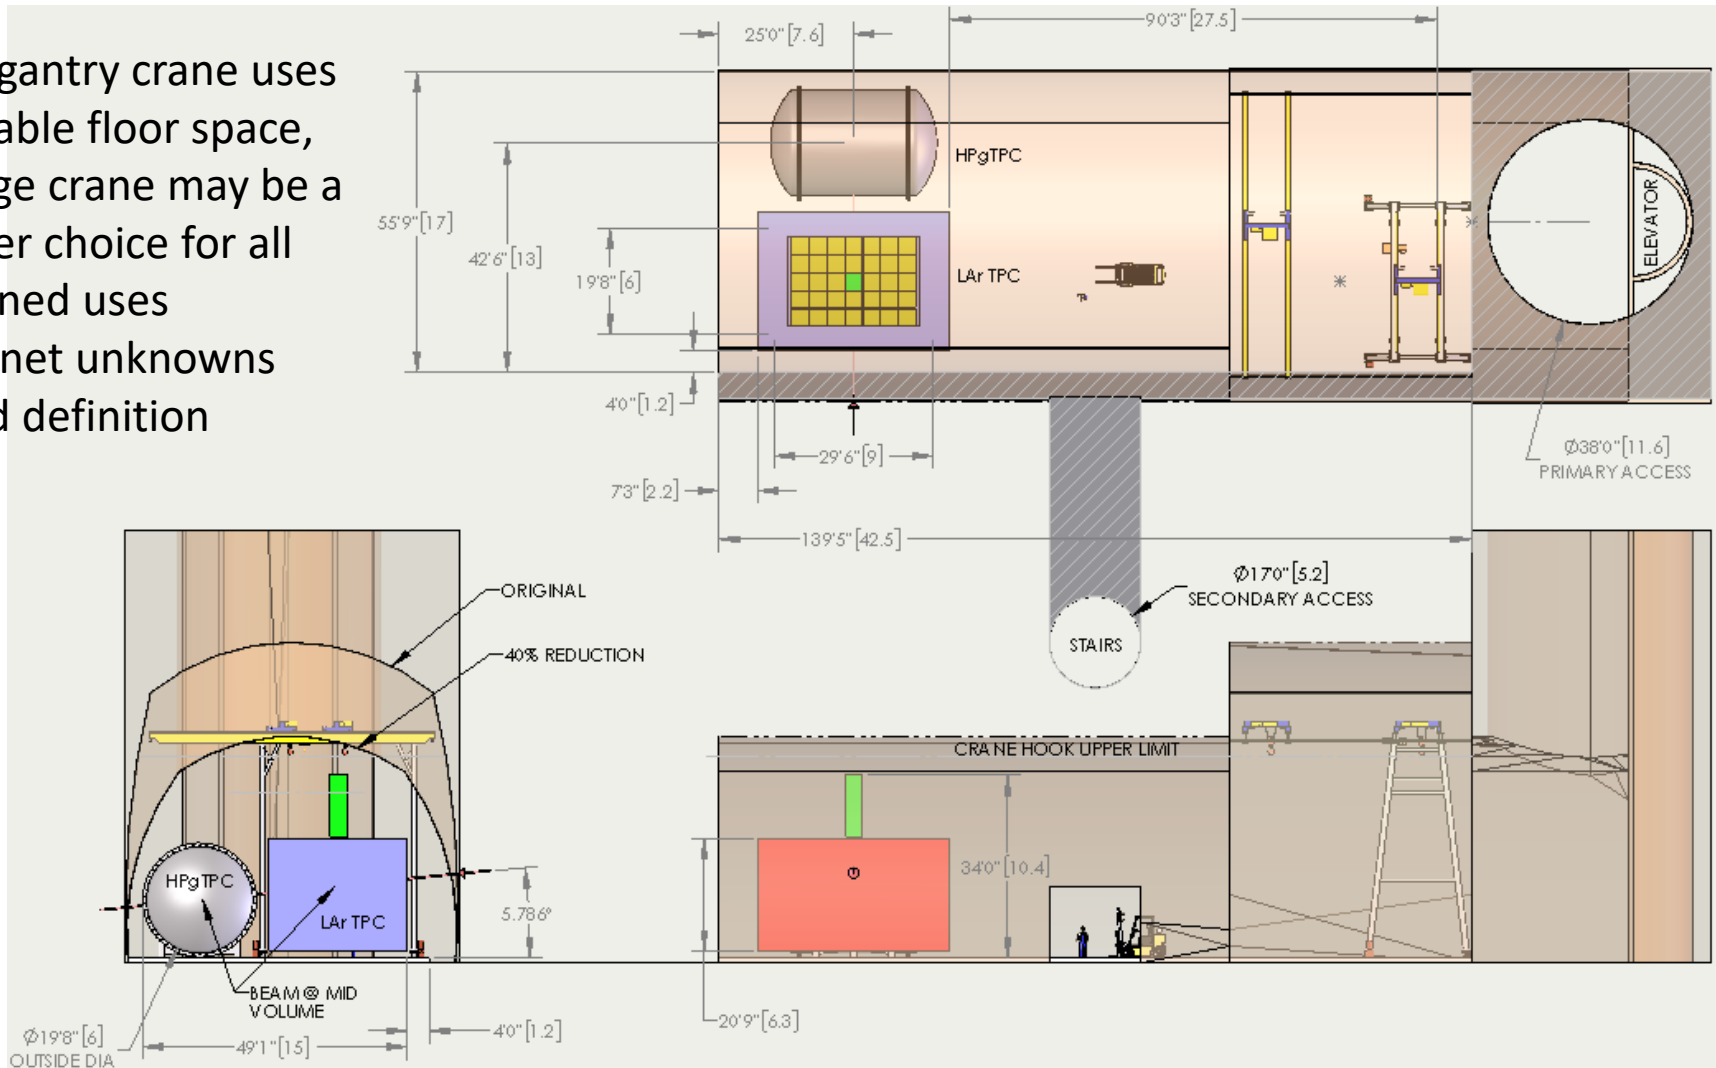 gantry crane uses
able floor space,
ge crane may be a
er choice for all
ned uses
net unknowns
d definition
25'0" [7.6]
90'3" [27.5]
55'9" [17]
42'6" [13]
19'8" [6]
4'0" [1.2]
29'6" [9]
7'3" [2.2]
139'5" [42.5]
HPgTPC
LAr TPC
ELEVATOR
Ø38'0" [11.6]
PRIMARY ACCESS
Ø17'0" [5.2]
SECONDARY ACCESS
STAIRS
ORIGINAL
40% REDUCTION
CRANE HOOK UPPER LIMIT
HPgTPC
LAr TPC
5.786°
34'0" [10.4]
BEAM @ MID
VOLUME
20'9" [6.3]
4'0" [1.2]
Ø19'8" [6]
OUTSIDE DIA
49'1" [15]